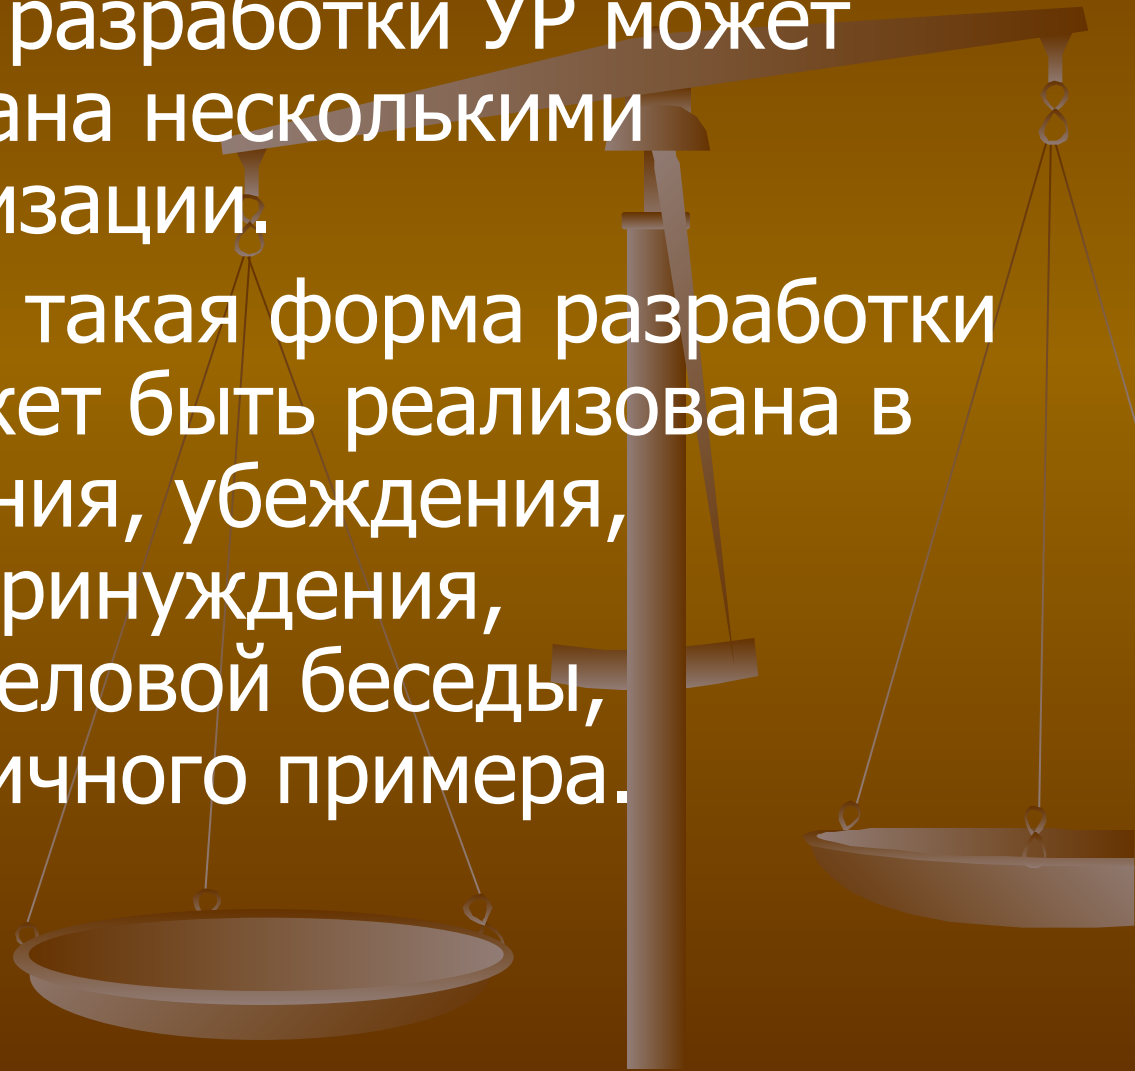 разработки УР может
ана несколькими
изации.
такая форма разработки
кет быть реализована в
ния, убеждения,
ринуждения,
еловой беседы,
ичного примера.